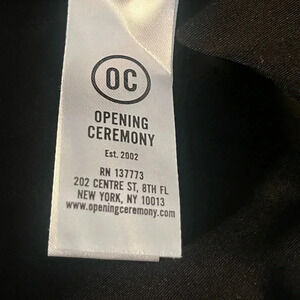 OC
OPENING
CEREMONY
Est. 2002
RN 137773
202 CENTRE ST, 8TH FL
NEW YORK, NY 10013
www.openingceremony.com